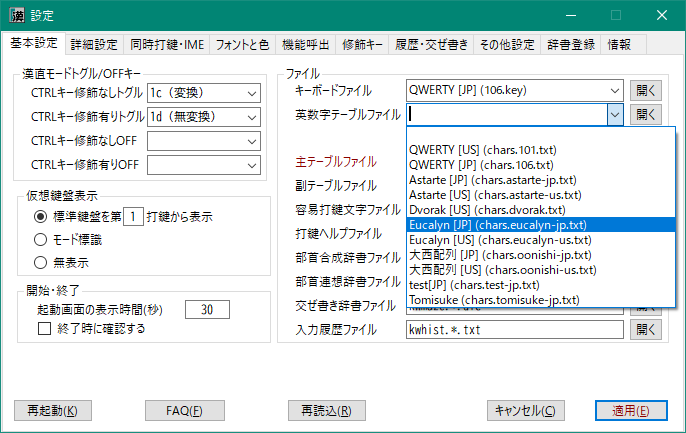 設定
基本設定 詳細設定 同時打鍵・IME フォントと色 機能呼出 修飾キー 履歴・交ぜ書き その他設定 辞書登録 情報
漢直モードトグル/OFFキー
CTRLキー修飾なしトグル 1c (変換)
CTRLキー修飾有りトグル 1d (無変換)
CTRLキー修飾なしOFF
CTRLキー修飾有りOFF
仮想鍵盤表示
標準鍵盤を第 1 打鍵から表示
モード標識
無表示
開始・終了
起動画面の表示時間(秒) 30
終了時に確認する
ファイル
キーボードファイル QWERTY [JP] (106.key) 開く
英数字テーブルファイル 開く
QWERTY [US] (chars.101.txt)
QWERTY [JP] (chars.106.txt)
Astarte [JP] (chars.astarte-jp.txt)
Astarte [US] (chars.astarte-us.txt)
Dvorak [US] (chars.dvorak.txt)
Eucalyn [JP] (chars.eucalyn-jp.txt)
Eucalyn [US] (chars.eucalyn-us.txt)
大西配列 [JP] (chars.oonishi-jp.txt)
大西配列 [US] (chars.oonishi-us.txt)
test[JP] (chars.test-jp.txt)
Tomisuke (chars.tomisuke-jp.txt)
主テーブルファイル
副テーブルファイル
容易打鍵文字ファイル
打鍵ヘルプファイル
部首合成辞書ファイル
部首連想辞書ファイル
交ぜ書き辞書ファイル
入力履歴ファイル kwhist.*.txt 開く
再起動(K) FAQ(F) 再読込(R) キャンセル(C) 適用(E)